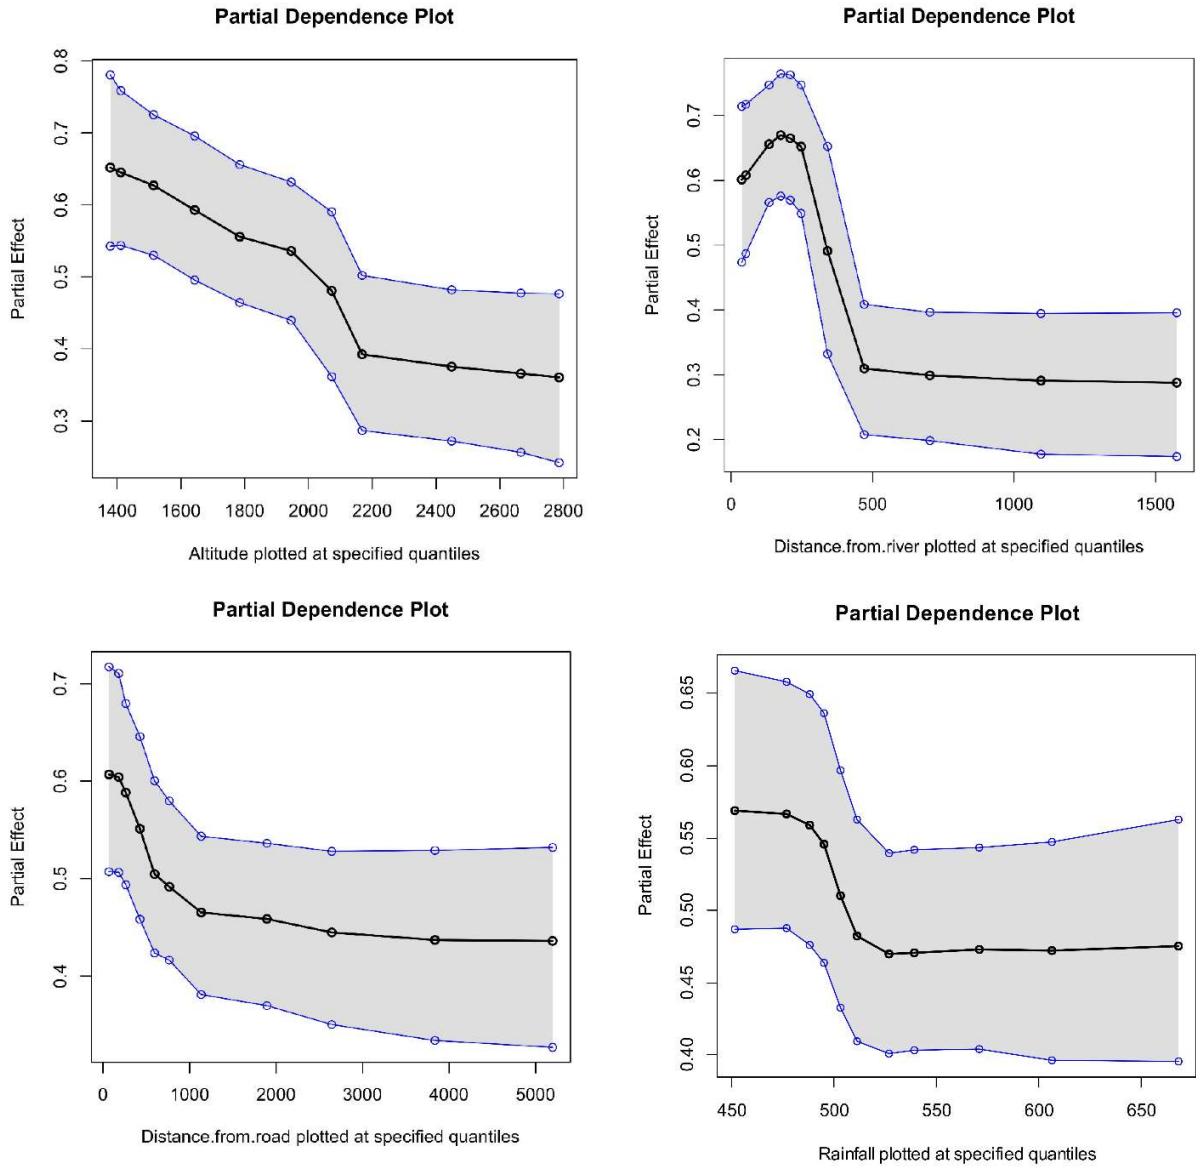 Partial Dependence Plot
Partial Effect
0.8
0.7
0.6
0.5
0.4
0.3
1400 1600 1800 2000 2200 2400 2600 2800
Altitude plotted at specified quantiles
Partial Dependence Plot
Partial Effect
0.7
0.6
0.5
0.4
0.3
0.2
0 500 1000 1500
Distance.from.river plotted at specified quantiles
Partial Dependence Plot
Partial Effect
0.7
0.6
0.5
0.4
0 1000 2000 3000 4000 5000
Distance.from.road plotted at specified quantiles
Partial Dependence Plot
Partial Effect
0.65
0.60
0.55
0.50
0.45
0.40
450 500 550 600 650
Rainfall plotted at specified quantiles